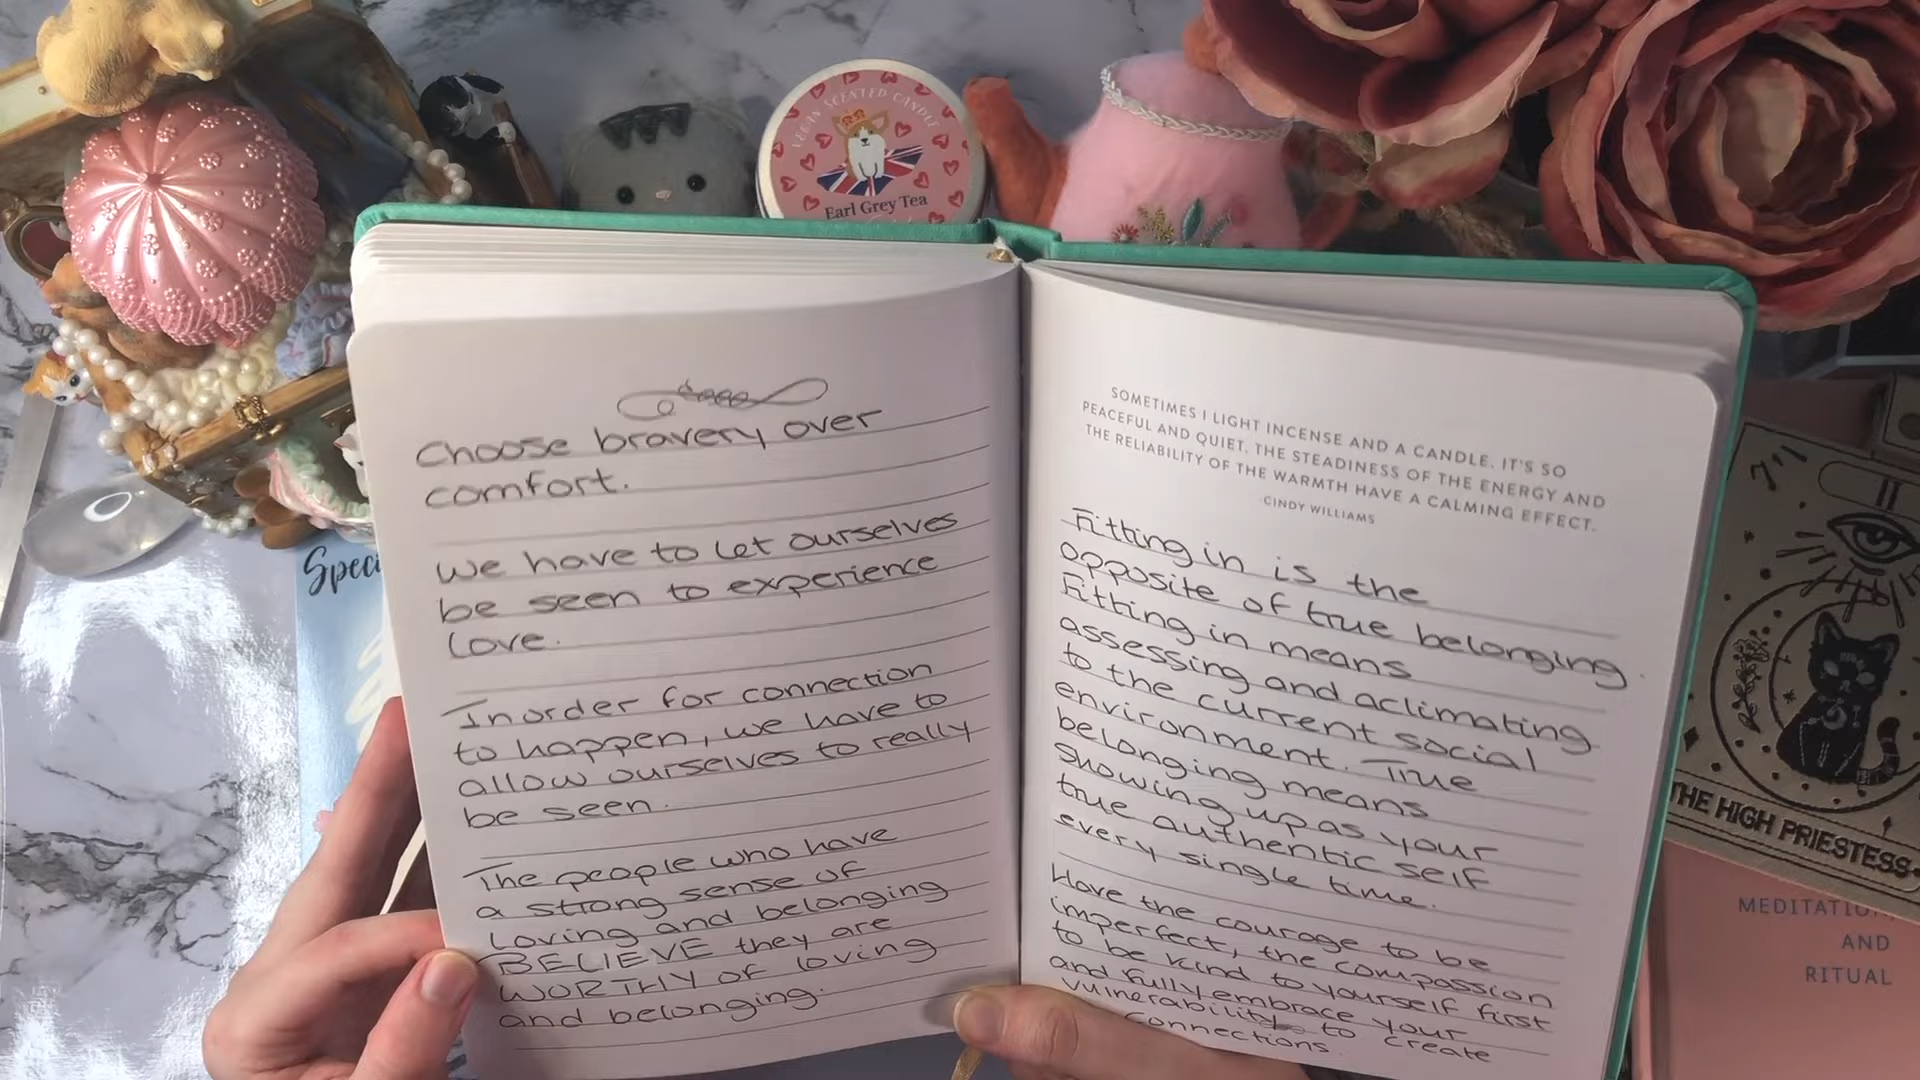 VEGAN SCENTED CANDLE
Earl Grey Tea
Speci
Choose bravery over
comfort.
We have to let ourselves
be seen to experience
love.
In order for connection
to happen, we have to
allow ourselves to really
be seen.
The people who have
a strong sense of
loving and belonging
BELIEVE they are
WORTHY of loving
and belonging.
SOMETIMES I LIGHT INCENSE AND A CANDLE. IT'S SO
PEACEFUL AND QUIET. THE STEADINESS OF THE ENERGY AND
THE RELIABILITY OF THE WARMTH HAVE A CALMING EFFECT.
-CINDY WILLIAMS
Fitting in is the
opposite of true belonging.
Fitting in means
assessing and aclimating
to the current social
environment. True
belonging means
showing up as your
true authentic self
every single time.
Have the courage to be
imperfect, the compassion
to be kind to yourself first
and fully embrace your
vulnerability to create
connections.
II
THE HIGH PRIESTESS
MEDITATION
AND
RITUAL